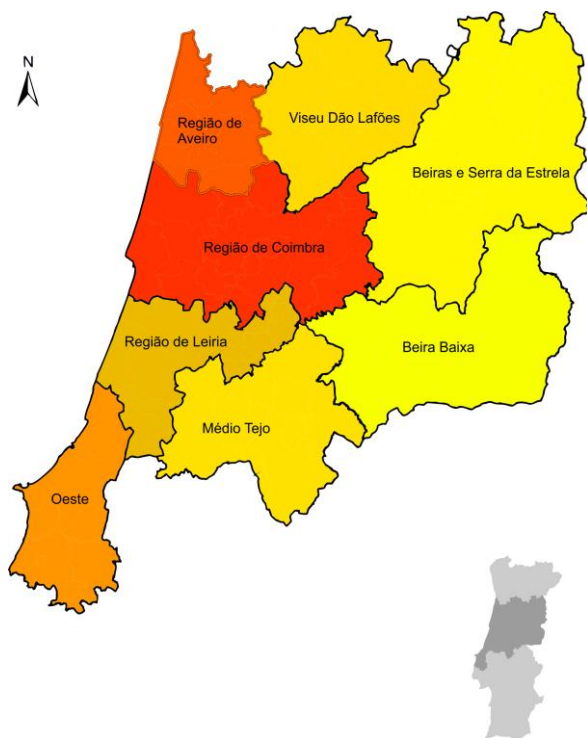 N
Região de
Aveiro
Viseu Dão Lafões
Beiras e Serra da Estrela
Região de Coimbra
Região de Leiria
Beira Baixa
Médio Tejo
Oeste